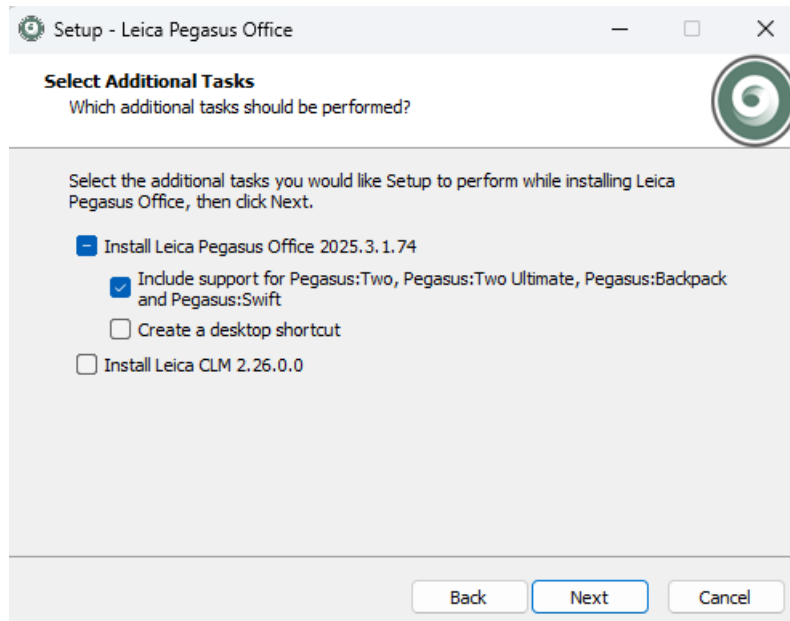 Setup - Leica Pegasus Office
Select Additional Tasks
Which additional tasks should be performed?
Select the additional tasks you would like Setup to perform while installing Leica
Pegasus Office, then click Next.
Install Leica Pegasus Office 2025.3.1.74
Include support for Pegasus:Two, Pegasus:Two Ultimate, Pegasus:Backpack
and Pegasus:Swift
Create a desktop shortcut
Install Leica CLM 2.26.0.0
Back
Next
Cancel